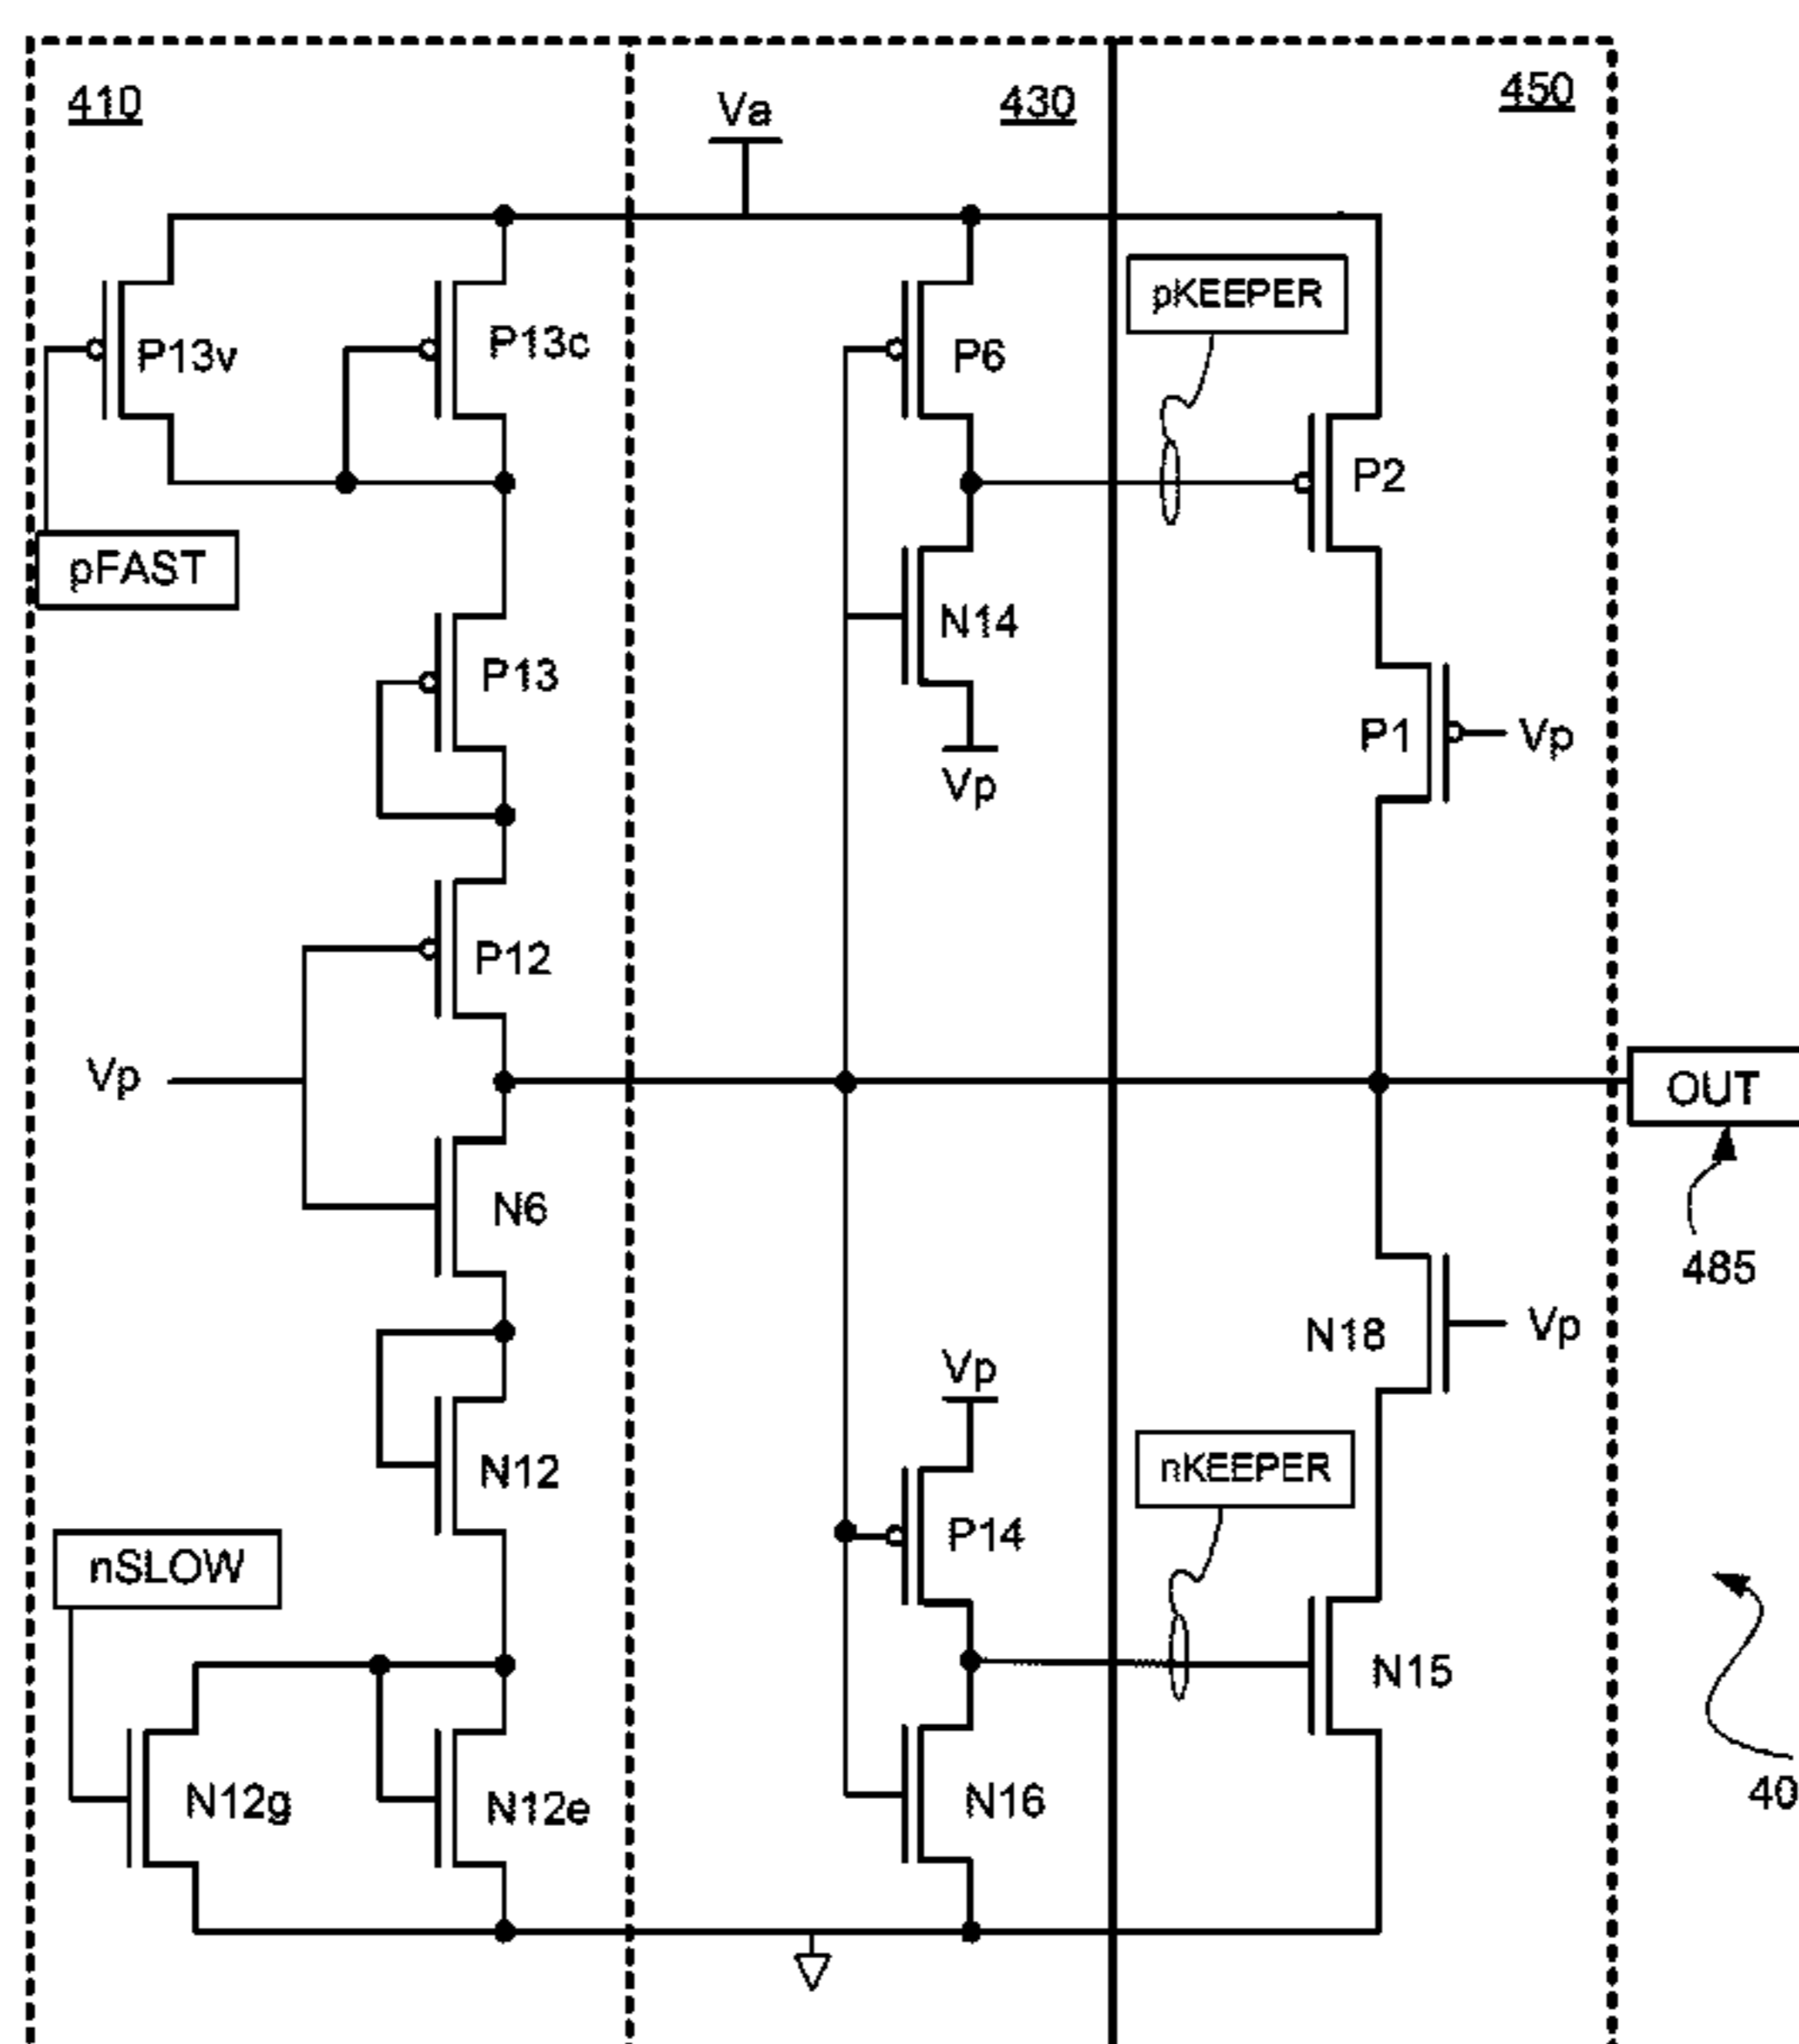 410
430
450
Va
pKEEPER
P13v
P13c
P6
P2
pFAST
N14
P13
P1
Vp
Vp
P12
Vp
OUT
485
N6
N18
Vp
Vp
nKEEPER
N12
P14
nSLOW
N15
N12g
N12e
N16
40